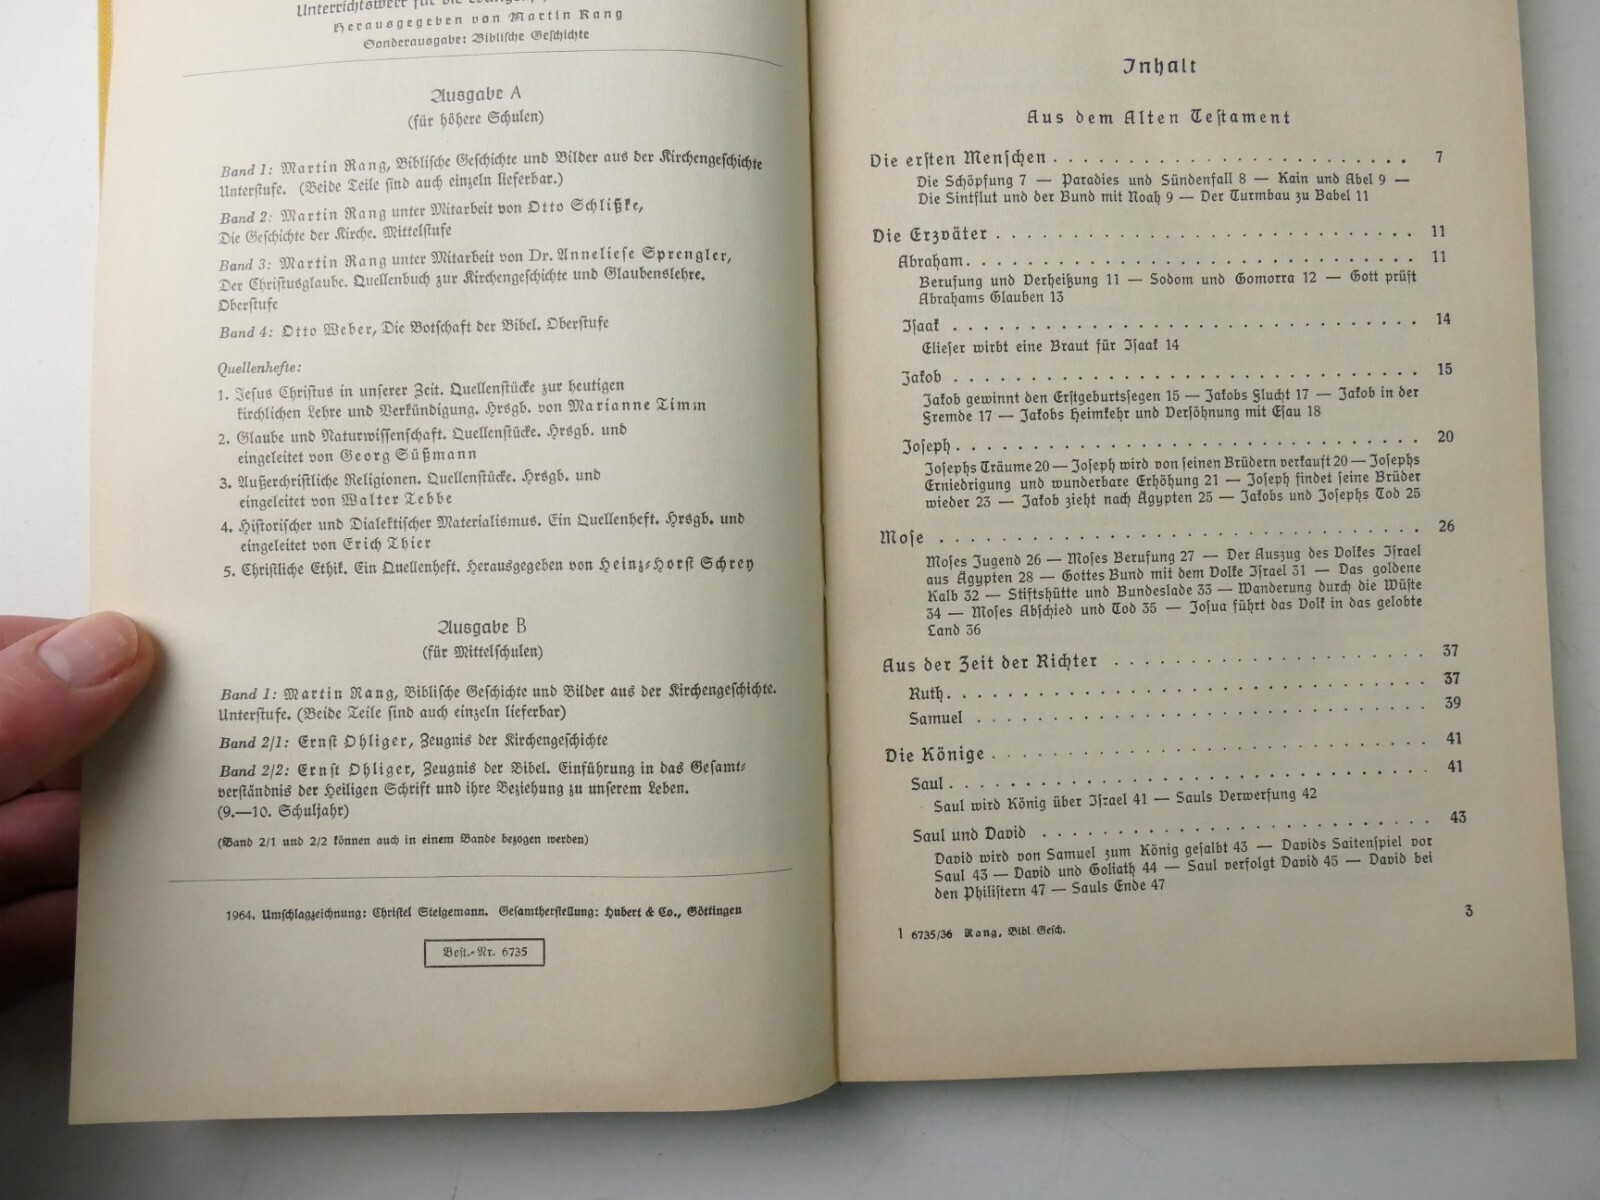 Unterrichtswerk für die
Herausgegeben von Martin Rang
Sonderausgabe: Biblische Geschichte
Ausgabe A
(für höhere Schulen)
Band 1: Martin Rang, Biblische Geschichte und Bilder aus der Kirchengeschichte
Unterstufe. (Beide Teile sind auch einzeln lieferbar.)
Band 2: Martin Rang unter Mitarbeit von Otto Schlißke,
Die Geschichte der Kirche. Mittelstufe
Band 3: Martin Rang unter Mitarbeit von Dr. Anneliese Sprengler,
Der Christusglaube. Quellenbuch zur Kirchengeschichte und Glaubenslehre.
Oberstufe
Band 4: Otto Weber, Die Botschaft der Bibel. Oberstufe
Quellenhefte:
1. Jesus Christus in unserer Zeit. Quellenstücke zur heutigen
kirchlichen Lehre und Verkündigung. Hrsgb. von Marianne Timm
2. Glaube und Naturwissenschaft. Quellenstücke. Hrsgb. und
eingeleitet von Georg Süßmann
3. Außerchristliche Religionen. Quellenstücke. Hrsgb. und
eingeleitet von Walter Tebbe
4. Historischer und Dialektischer Materialismus. Ein Quellenheft. Hrsgb. und
eingeleitet von Erich Thier
5. Christliche Ethik. Ein Quellenheft. Herausgegeben von Heinz-Horst Schrey
Ausgabe B
(für Mittelschulen)
Band 1: Martin Rang, Biblische Geschichte und Bilder aus der Kirchengeschichte.
Unterstufe. (Beide Teile sind auch einzeln lieferbar)
Band 2/1: Ernst Ohliger, Zeugnis der Kirchengeschichte
Band 2/2: Ernst Ohliger, Zeugnis der Bibel. Einführung in das Gesamt-
verständnis der Heiligen Schrift und ihre Beziehung zu unserem Leben.
(9.—10. Schuljahr)
(Band 2/1 und 2/2 können auch in einem Bande bezogen werden)
1964. Umschlagzeichnung: Christel Steigemann. Gesamtherstellung: Hubert & Co., Göttingen
Best.-Nr. 6735
Inhalt
Aus dem Alten Testament
Die ersten Menschen . . . . . . . . . . . . . . . . . . . 7
Die Schöpfung 7 — Paradies und Sündenfall 8 — Kain und Abel 9 —
Die Sintflut und der Bund mit Noah 9 — Der Turmbau zu Babel 11
Die Erzväter . . . . . . . . . . . . . . . . . . . . . . 11
Abraham . . . . . . . . . . . . . . . . . . . . . . . . 11
Berufung und Verheißung 11 — Sodom und Gomorra 12 — Gott prüft
Abrahams Glauben 13
Isaak . . . . . . . . . . . . . . . . . . . . . . . . . 14
Elieser wirbt eine Braut für Isaak 14
Jakob . . . . . . . . . . . . . . . . . . . . . . . . . 15
Jakob gewinnt den Erstgeburtssegen 15 — Jakobs Flucht 17 — Jakob in der
Fremde 17 — Jakobs Heimkehr und Versöhnung mit Esau 18
Joseph . . . . . . . . . . . . . . . . . . . . . . . . . 20
Josephs Träume 20 — Joseph wird von seinen Brüdern verkauft 20 — Josephs
Erniedrigung und wunderbare Erhöhung 21 — Joseph findet seine Brüder
wieder 23 — Jakob zieht nach Ägypten 25 — Jakobs und Josephs Tod 25
Mose . . . . . . . . . . . . . . . . . . . . . . . . . . 26
Moses Jugend 26 — Moses Berufung 27 — Der Auszug des Volkes Israel
aus Ägypten 28 — Gottes Bund mit dem Volke Israel 31 — Das goldene
Kalb 32 — Stiftshütte und Bundeslade 33 — Wanderung durch die Wüste
34 — Moses Abschied und Tod 35 — Josua führt das Volk in das gelobte
Land 36
Aus der Zeit der Richter . . . . . . . . . . . . . . . . . 37
Ruth . . . . . . . . . . . . . . . . . . . . . . . . . . 37
Samuel . . . . . . . . . . . . . . . . . . . . . . . . . 39
Die Könige . . . . . . . . . . . . . . . . . . . . . . . 41
Saul . . . . . . . . . . . . . . . . . . . . . . . . . . 41
Saul wird König über Israel 41 — Sauls Verwerfung 42
Saul und David . . . . . . . . . . . . . . . . . . . . . 43
David wird von Samuel zum König gesalbt 43 — Davids Saitenspiel vor
Saul 43 — David und Goliath 44 — Saul verfolgt David 45 — David bei
den Philistern 47 — Sauls Ende 47
3
1 6735/36 Rang, Bibl. Gesch.